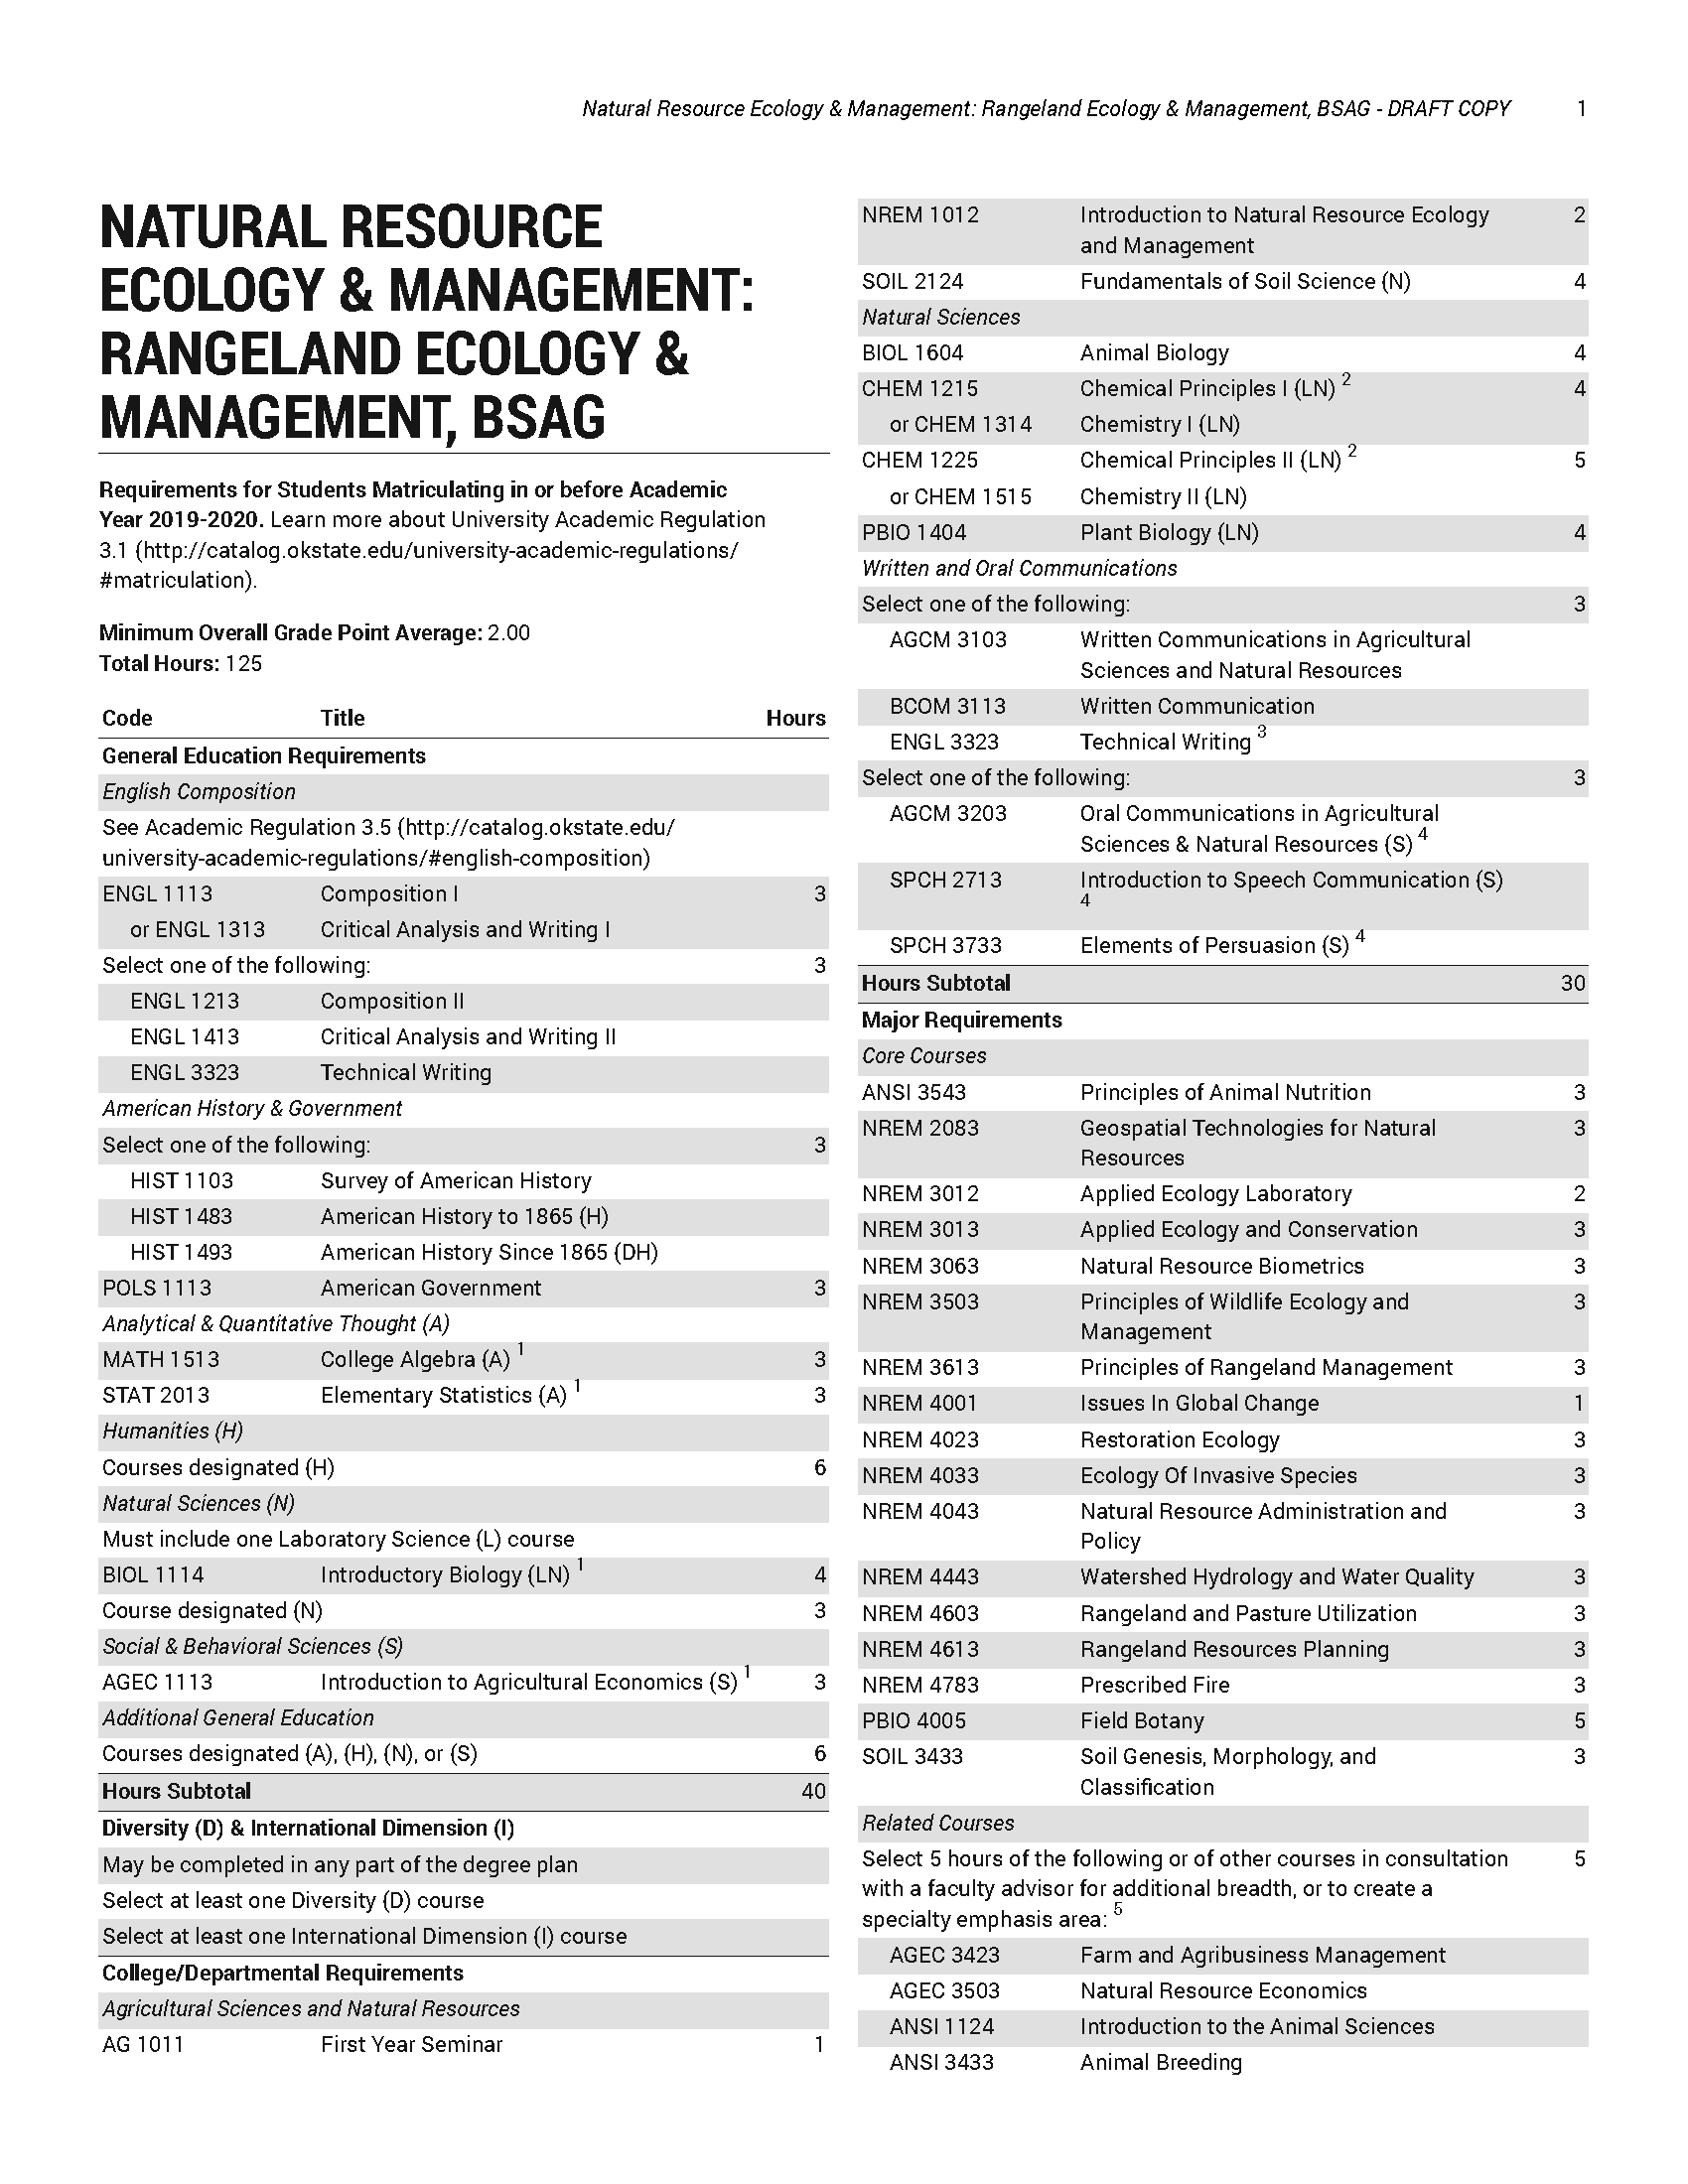 Natural Resource Ecology & Management: Rangeland Ecology & Management, BSAG - DRAFT COPY 1
NATURAL RESOURCE
ECOLOGY & MANAGEMENT:
RANGELAND ECOLOGY &
MANAGEMENT, BSAG
Requirements for Students Matriculating in or before Academic
Year 2019-2020. Learn more about University Academic Regulation
3.1 (http://catalog.okstate.edu/university-academic-regulations/
#matriculation).
Minimum Overall Grade Point Average: 2.00
Total Hours: 125
Code Title Hours
General Education Requirements
English Composition
See Academic Regulation 3.5 (http://catalog.okstate.edu/
university-academic-regulations/#english-composition)
ENGL 1113 Composition I 3
or ENGL 1313 Critical Analysis and Writing I
Select one of the following: 3
ENGL 1213 Composition II
ENGL 1413 Critical Analysis and Writing II
ENGL 3323 Technical Writing
American History & Government
Select one of the following: 3
HIST 1103 Survey of American History
HIST 1483 American History to 1865 (H)
HIST 1493 American History Since 1865 (DH)
POLS 1113 American Government 3
Analytical & Quantitative Thought (A)
MATH 1513 College Algebra (A) 1 3
STAT 2013 Elementary Statistics (A) 1 3
Humanities (H)
Courses designated (H) 6
Natural Sciences (N)
Must include one Laboratory Science (L) course
BIOL 1114 Introductory Biology (LN) 1 4
Course designated (N) 3
Social & Behavioral Sciences (S)
AGEC 1113 Introduction to Agricultural Economics (S) 1 3
Additional General Education
Courses designated (A), (H), (N), or (S) 6
Hours Subtotal 40
Diversity (D) & International Dimension (I)
May be completed in any part of the degree plan
Select at least one Diversity (D) course
Select at least one International Dimension (I) course
College/Departmental Requirements
Agricultural Sciences and Natural Resources
AG 1011 First Year Seminar 1
NREM 1012 Introduction to Natural Resource Ecology 2
and Management
SOIL 2124 Fundamentals of Soil Science (N) 4
Natural Sciences
BIOL 1604 Animal Biology 4
CHEM 1215 Chemical Principles I (LN) 2 4
or CHEM 1314 Chemistry I (LN)
CHEM 1225 Chemical Principles II (LN) 2 5
or CHEM 1515 Chemistry II (LN)
PBIO 1404 Plant Biology (LN) 4
Written and Oral Communications
Select one of the following: 3
AGCM 3103 Written Communications in Agricultural
Sciences and Natural Resources
BCOM 3113 Written Communication
ENGL 3323 Technical Writing 3
Select one of the following: 3
AGCM 3203 Oral Communications in Agricultural
Sciences & Natural Resources (S) 4
SPCH 2713 Introduction to Speech Communication (S)
4
SPCH 3733 Elements of Persuasion (S) 4
Hours Subtotal 30
Major Requirements
Core Courses
ANSI 3543 Principles of Animal Nutrition 3
NREM 2083 Geospatial Technologies for Natural 3
Resources
NREM 3012 Applied Ecology Laboratory 2
NREM 3013 Applied Ecology and Conservation 3
NREM 3063 Natural Resource Biometrics 3
NREM 3503 Principles of Wildlife Ecology and 3
Management
NREM 3613 Principles of Rangeland Management 3
NREM 4001 Issues In Global Change 1
NREM 4023 Restoration Ecology 3
NREM 4033 Ecology Of Invasive Species 3
NREM 4043 Natural Resource Administration and 3
Policy
NREM 4443 Watershed Hydrology and Water Quality 3
NREM 4603 Rangeland and Pasture Utilization 3
NREM 4613 Rangeland Resources Planning 3
NREM 4783 Prescribed Fire 3
PBIO 4005 Field Botany 5
SOIL 3433 Soil Genesis, Morphology, and 3
Classification
Related Courses
Select 5 hours of the following or of other courses in consultation 5
with a faculty advisor for additional breadth, or to create a
specialty emphasis area: 5
AGEC 3423 Farm and Agribusiness Management
AGEC 3503 Natural Resource Economics
ANSI 1124 Introduction to the Animal Sciences
ANSI 3433 Animal Breeding